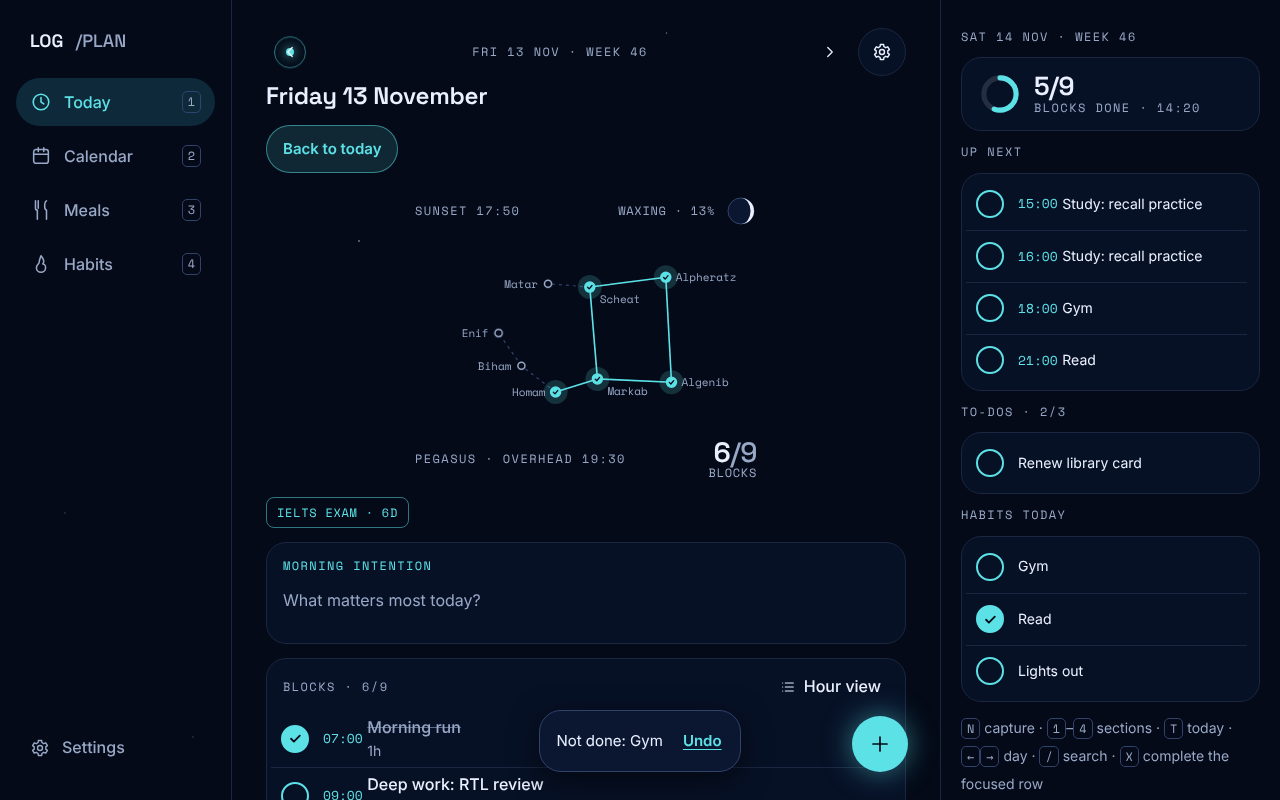 LOG /PLAN
Today 1
Calendar 2
Meals 3
Habits 4
Settings
FRI 13 NOV · WEEK 46
Friday 13 November
Back to today
SUNSET 17:50
WAXING · 13%
Matar
Scheat
Alpheratz
Enif
Biham
Homam
Markab
Algenib
PEGASUS · OVERHEAD 19:30
6/9
BLOCKS
IELTS EXAM · 6D
MORNING INTENTION
What matters most today?
BLOCKS · 6/9
Hour view
07:00 Morning run
1h
09:00 Deep work: RTL review
Not done: Gym Undo
SAT 14 NOV · WEEK 46
5/9
BLOCKS DONE · 14:20
UP NEXT
15:00 Study: recall practice
16:00 Study: recall practice
18:00 Gym
21:00 Read
TO-DOS · 2/3
Renew library card
HABITS TODAY
Gym
Read
Lights out
N capture · 1–4 sections · T today ·
← → day · / search · X complete the
focused row